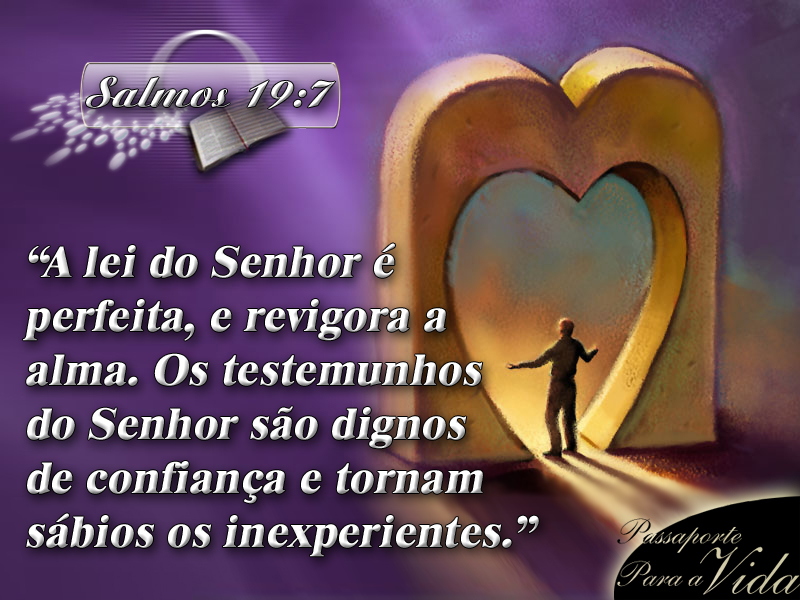 Salmos 19:7
“A lei do Senhor é
perfeita, e revigora a
alma. Os testemunhos
do Senhor são dignos
de confiança e tornam
sábios os inexperientes.”
Passaporte
Para a Vida